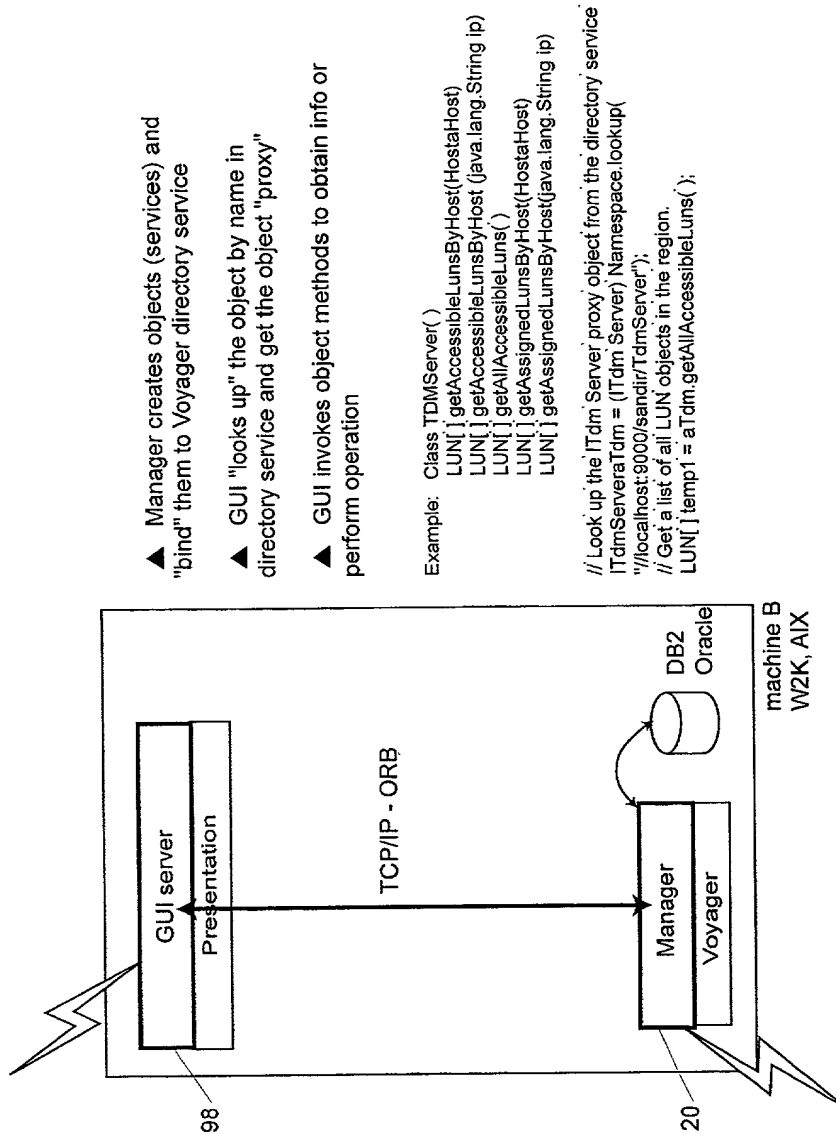 98
GUI server
Presentation
TCP/IP - ORB
20
Manager
Voyager
DB2
Oracle
machine B
W2K, AIX
▲ Manager creates objects (services) and
"bind" them to Voyager directory service
▲ GUI "looks up" the object by name in
directory service and get the object "proxy"
▲ GUI invokes object methods to obtain info or
perform operation
Example: Class TDMServer( )
LUN[ ] getAccessibleLunsByHost(HostaHost)
LUN[ ] getAccessibleLunsByHost (java.lang.String ip)
LUN[ ] getAllAccessibleLuns( )
LUN[ ] getAssignedLunsByHost(HostaHost)
LUN[ ] getAssignedLunsByHost(java.lang.String ip)
// Look up the ITdm Server proxy object from the directory service
ITdmServeraTdm = (ITdm Server) Namespace.lookup(
"//localhost:9000/sandir/TdmServer");
// Get a list of all LUN objects in the region.
LUN[ ] temp1 = aTdm.getAllAccessibleLuns( );